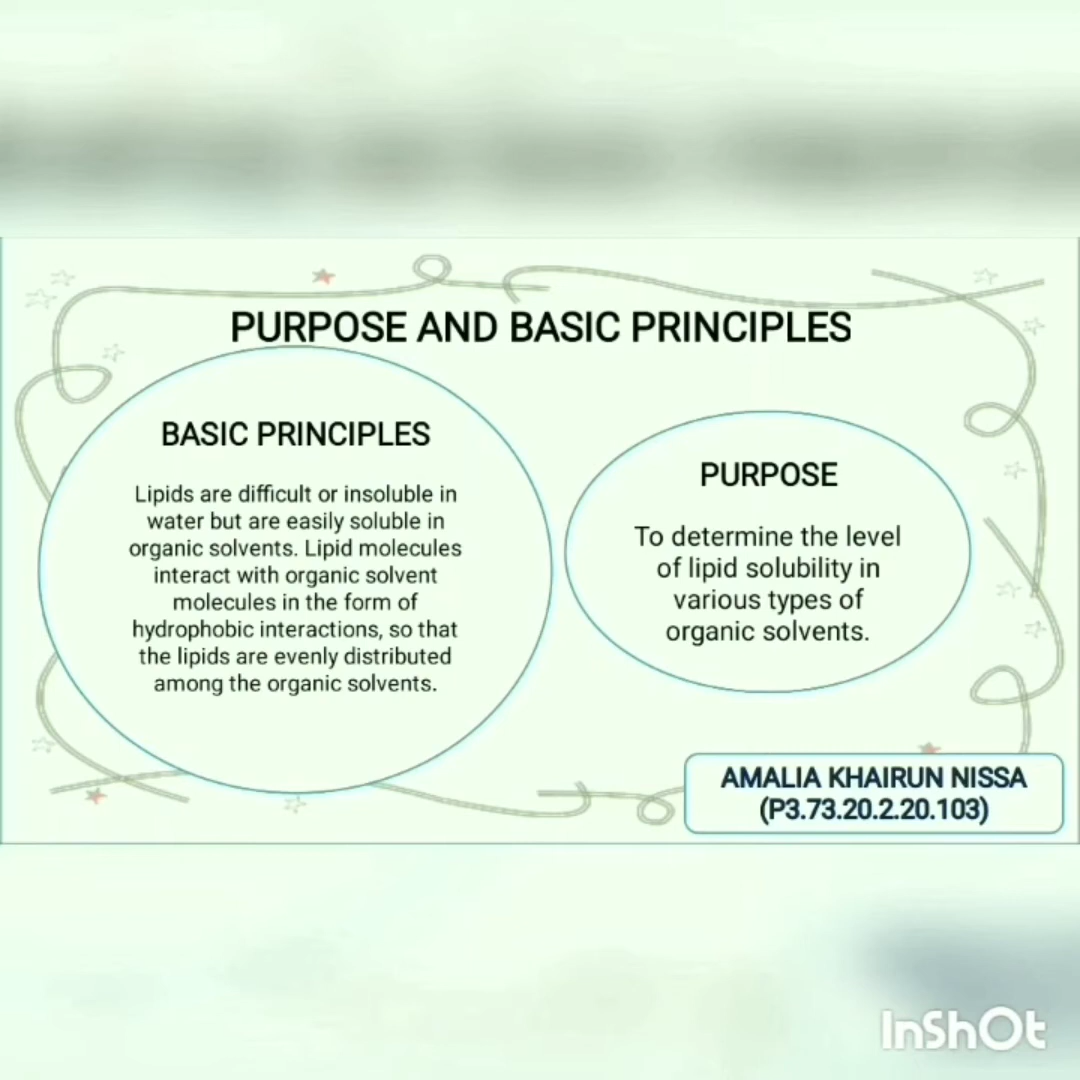 PURPOSE AND BASIC PRINCIPLES
BASIC PRINCIPLES
Lipids are difficult or insoluble in
water but are easily soluble in
organic solvents. Lipid molecules
interact with organic solvent
molecules in the form of
hydrophobic interactions, so that
the lipids are evenly distributed
among the organic solvents.
PURPOSE
To determine the level
of lipid solubility in
various types of
organic solvents.
AMALIA KHAIRUN NISSA
(P3.73.20.2.20.103)
InShOt